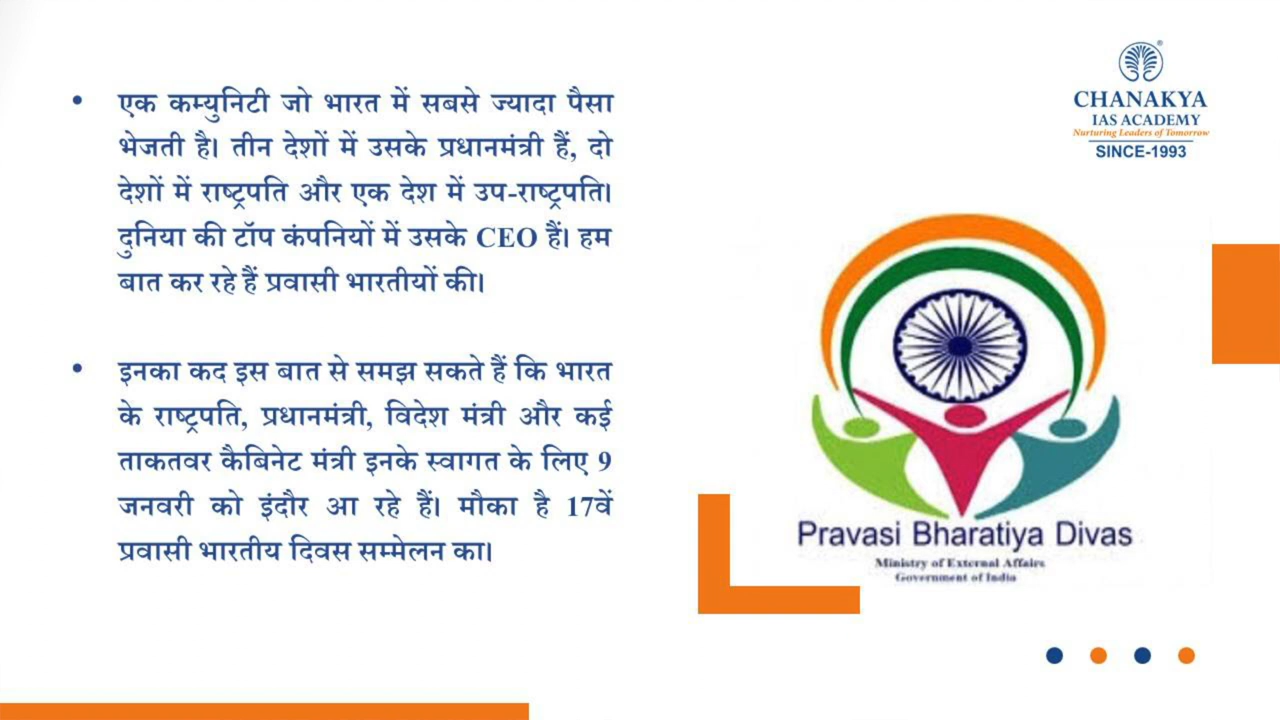 • एक कम्युनिटी जो भारत में सबसे ज्यादा पैसा
भेजती है। तीन देशों में उसके प्रधानमंत्री हैं, दो
देशों में राष्ट्रपति और एक देश में उप-राष्ट्रपति।
दुनिया की टॉप कंपनियों में उसके CEO हैं। हम
बात कर रहे हैं प्रवासी भारतीयों की।
• इनका कद इस बात से समझ सकते हैं कि भारत
के राष्ट्रपति, प्रधानमंत्री, विदेश मंत्री और कई
ताकतवर कैबिनेट मंत्री इनके स्वागत के लिए 9
जनवरी को इंदौर आ रहे हैं। मौका है 17वें
प्रवासी भारतीय दिवस सम्मेलन का।
®
CHANAKYA
IAS ACADEMY
Nurturing Leaders of Tomorrow
SINCE-1993
Pravasi Bharatiya Divas
Ministry of External Affairs
Government of India